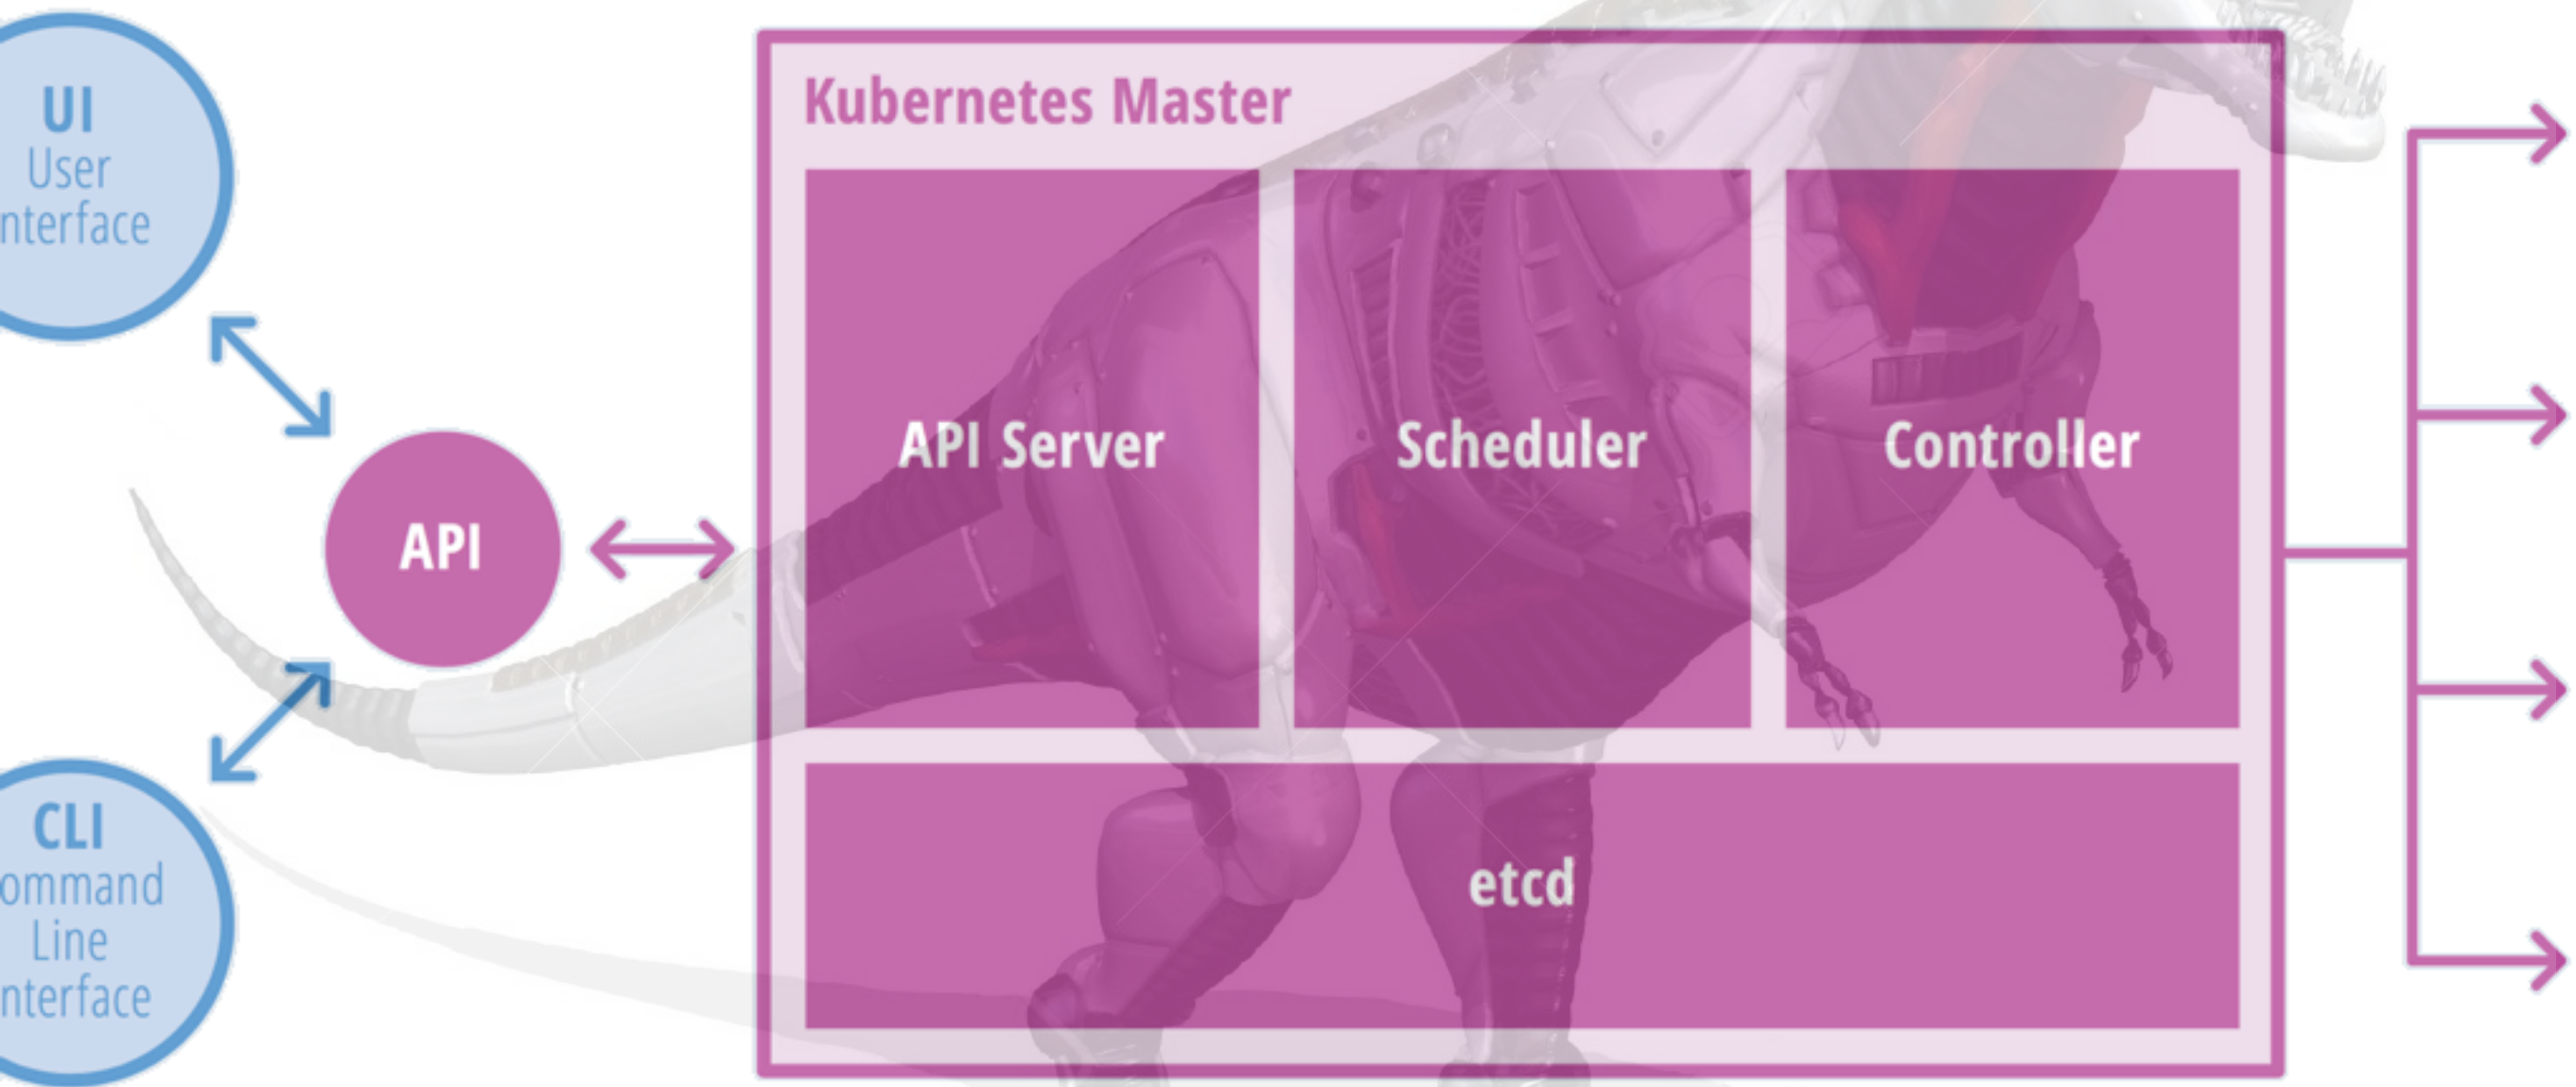 UI
User
nterface
API
CLI
ommand
Line
nterface
Kubernetes Master
API Server
Scheduler
Controller
etcd